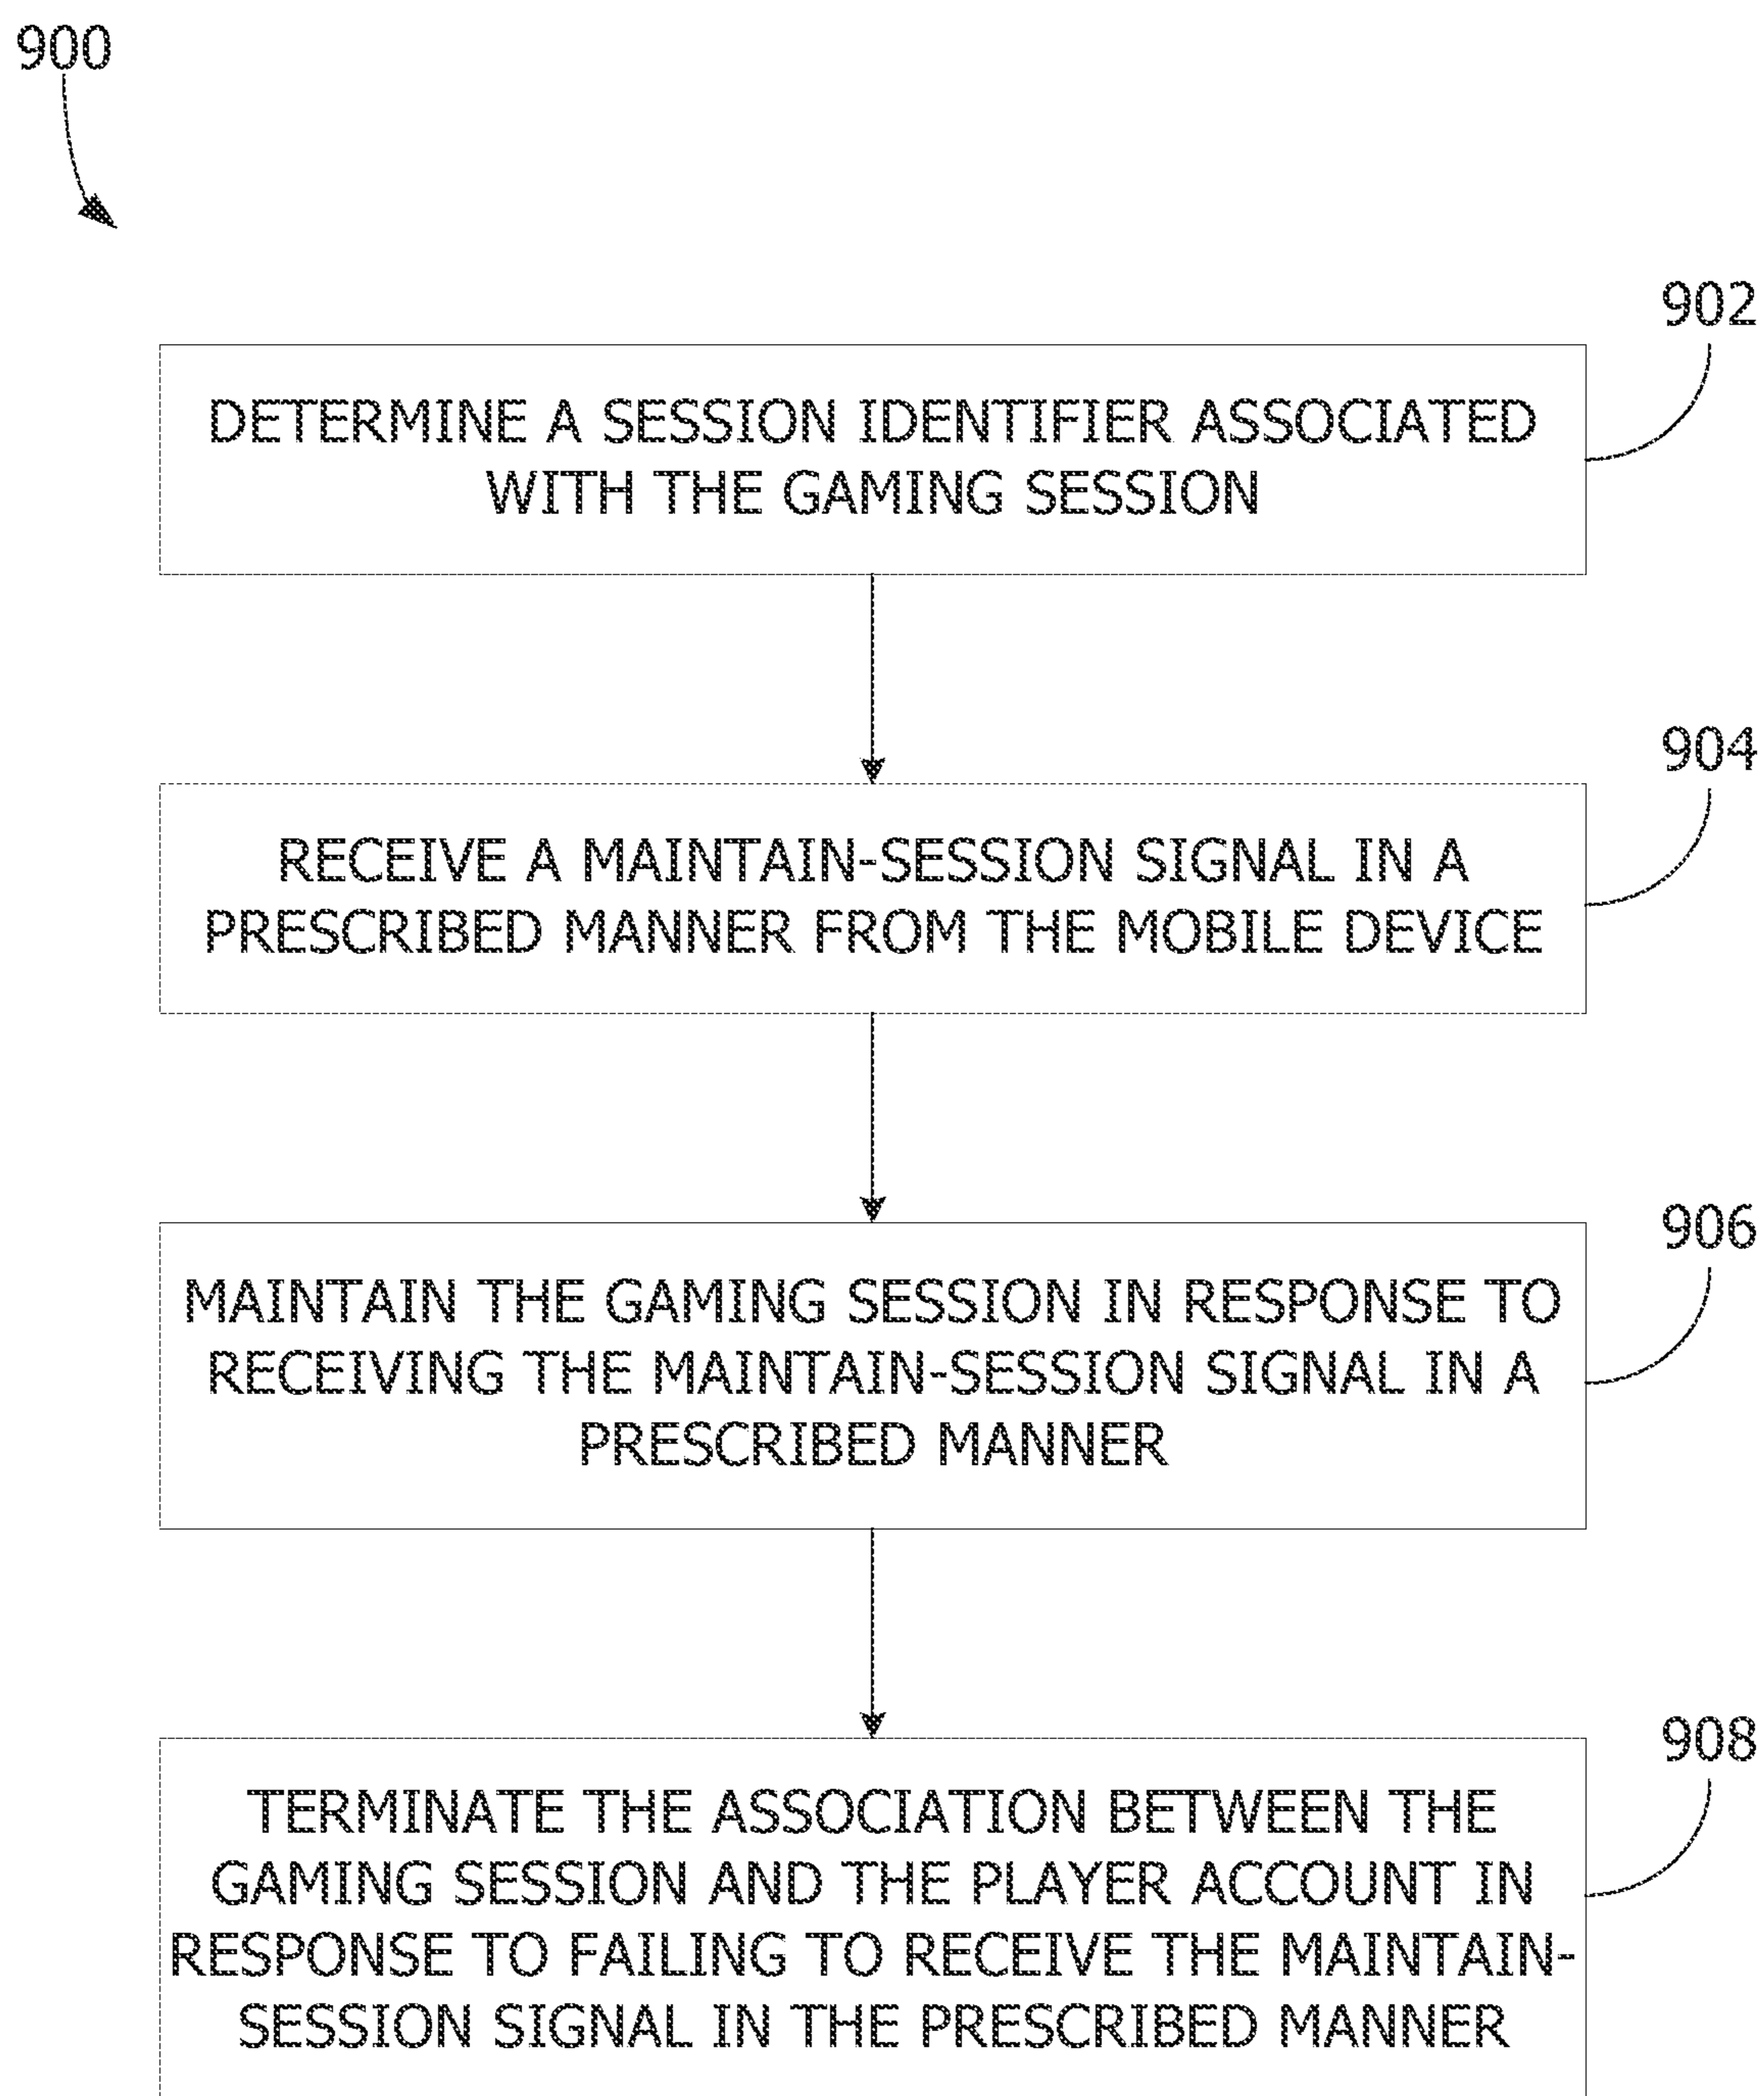 900
902
DETERMINE A SESSION IDENTIFIER ASSOCIATED
WITH THE GAMING SESSION
904
RECEIVE A MAINTAIN-SESSION SIGNAL IN A
PRESCRIBED MANNER FROM THE MOBILE DEVICE
906
MAINTAIN THE GAMING SESSION IN RESPONSE TO
RECEIVING THE MAINTAIN-SESSION SIGNAL IN A
PRESCRIBED MANNER
908
TERMINATE THE ASSOCIATION BETWEEN THE
GAMING SESSION AND THE PLAYER ACCOUNT IN
RESPONSE TO FAILING TO RECEIVE THE MAINTAIN-
SESSION SIGNAL IN THE PRESCRIBED MANNER